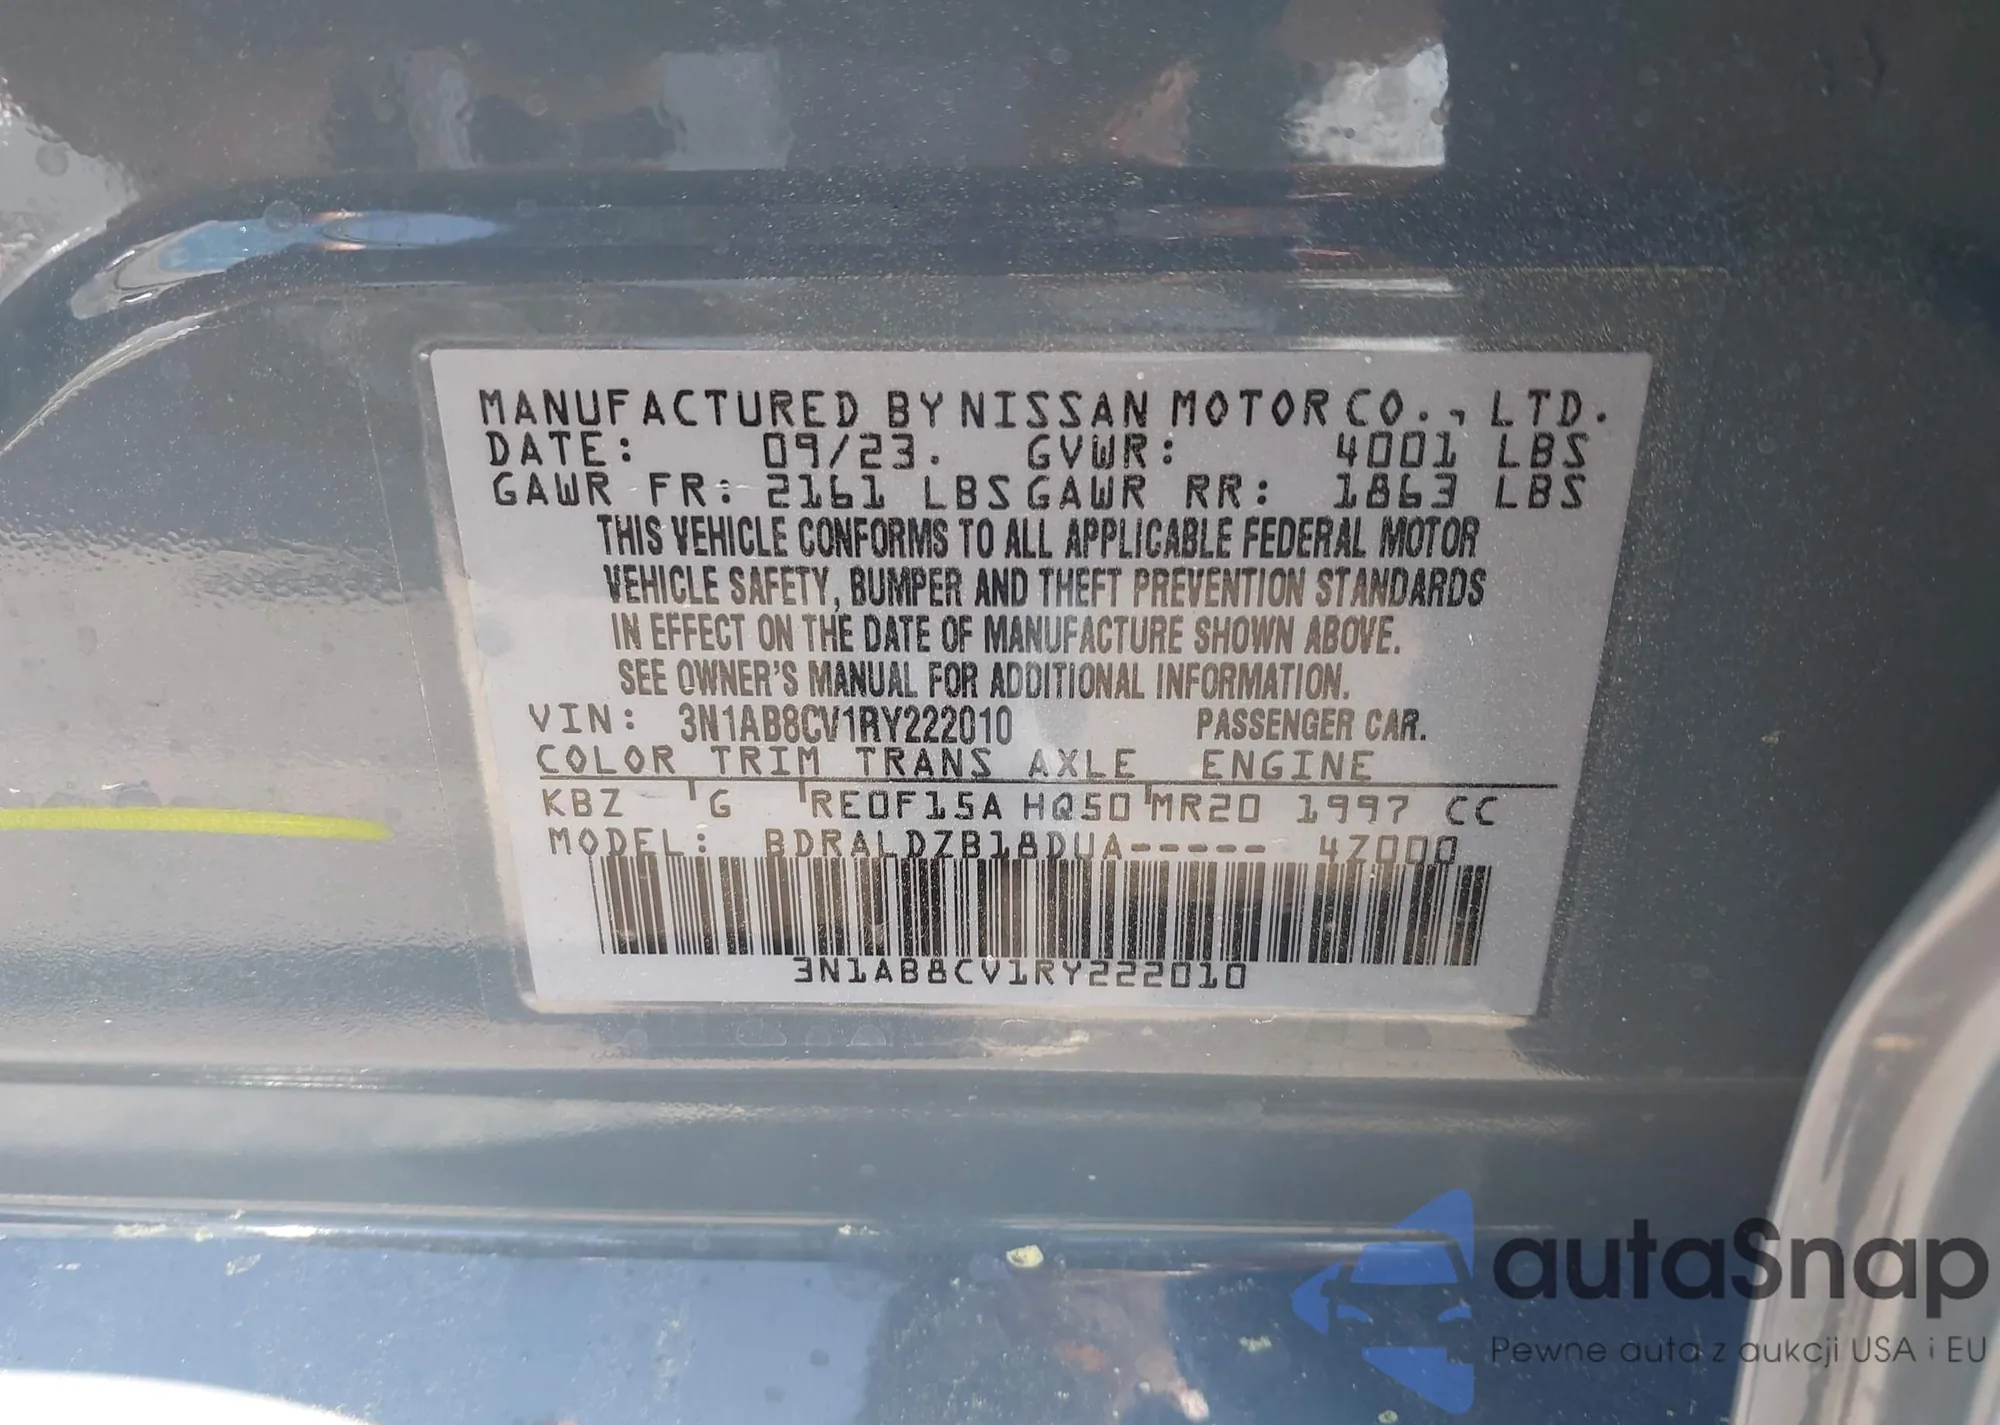 MANUFACTURED BY NISSAN MOTOR CO., LTD.
DATE: 09/23. GVWR: 4001 LBS
GAWR FR: 2161 LBS GAWR RR: 1863 LBS
THIS VEHICLE CONFORMS TO ALL APPLICABLE FEDERAL MOTOR
VEHICLE SAFETY, BUMPER AND THEFT PREVENTION STANDARDS
IN EFFECT ON THE DATE OF MANUFACTURE SHOWN ABOVE.
SEE OWNER'S MANUAL FOR ADDITIONAL INFORMATION.
VIN: 3N1AB8CV1RY222010 PASSENGER CAR.
COLOR TRIM TRANS AXLE ENGINE
KBZ G RE0F15A HQ50 MR20 1997 CC
MODEL: BDRALDZB18DUA----- 4Z000
3N1AB8CV1RY222010
autoSnap
Pewne auta z aukcji USA i EU